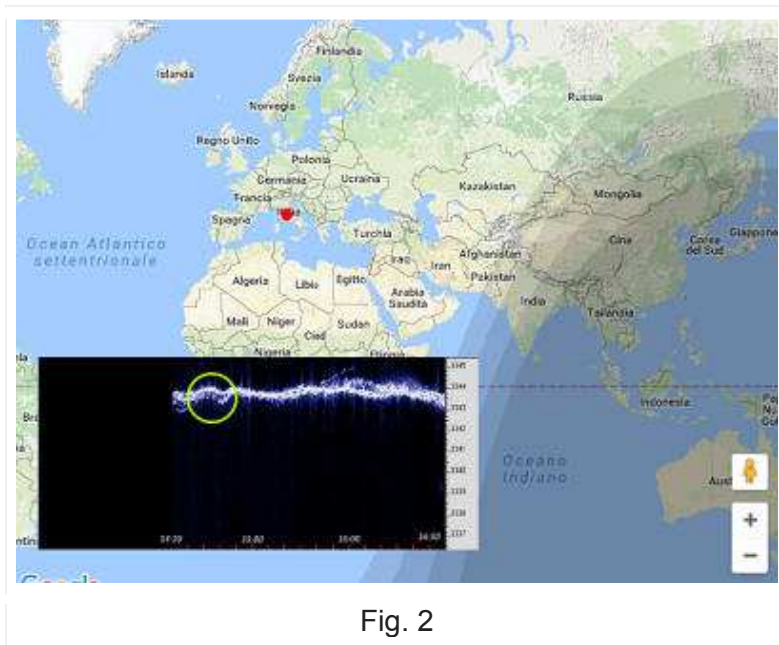 Finlandia
Islanda
Svezia
Norvegia
Russia
Regno Unito
Polonia
Germania
Ucraina
Francia
Kazakistan
Mongolia
Spagna
Turchia
Ocean Atlantico
settentrionale
Cina
Corea
del Sud
Giappone
Iraq
Iran
Afghanistan
Pakistan
Algeria
Libia
Egitto
Arabia
Saudita
India
Tailandia
Mali
Niger
Ciad
Sudan
Nigeria
Indonesia
Oceano
Indiano
Fig. 2